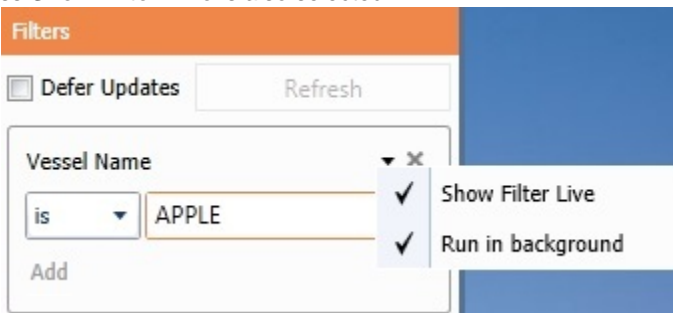 Filters
Defer Updates Refresh
Vessel Name
is APPLE
Show Filter Live
Run in background
Add